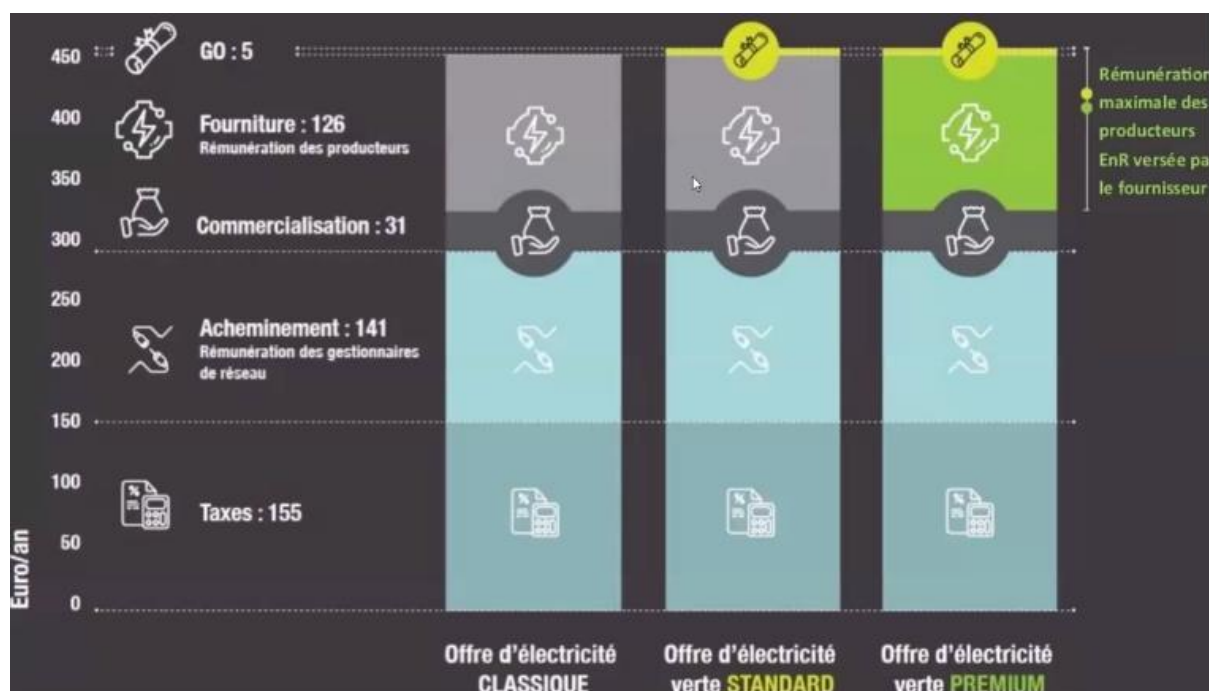 450
GO : 5
400
Fourniture : 126
Rémunération des producteurs
350
Commercialisation : 31
300
250
Acheminement : 141
Rémunération des gestionnaires
de réseau
200
150
100
Taxes : 155
50
0
Euro/an
Rémunération
maximale des
producteurs
EnR versée pa
le fournisseur
Offre d'électricité
CLASSIQUE
Offre d'électricité
verte STANDARD
Offre d'électricité
verte PREMIUM